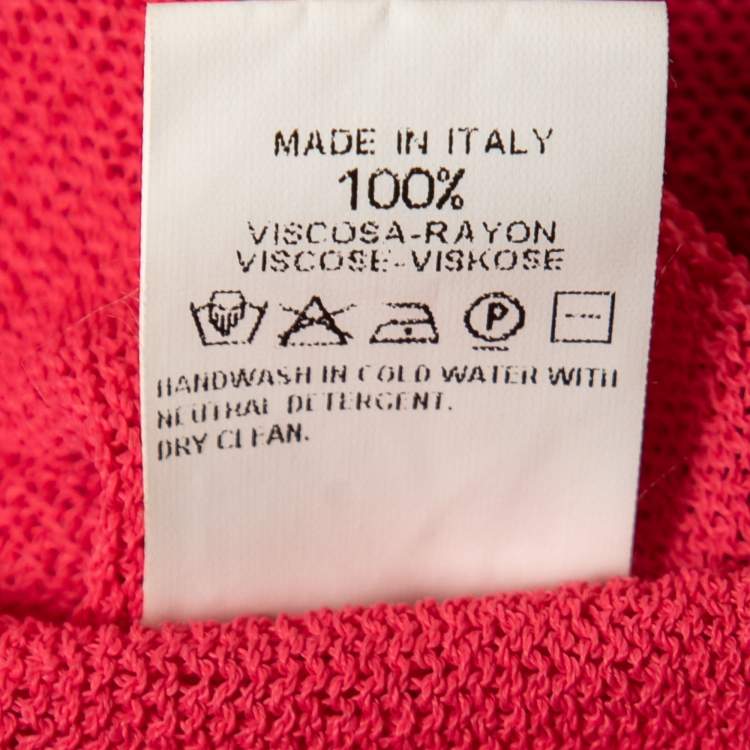 MADE IN ITALY
100%
VISCOSA-RAYON
VISCOSE-VISKOSE
P
HANDWASH IN COLD WATER WITH
NEUTRAL DETERGENT.
DRY CLEAN.